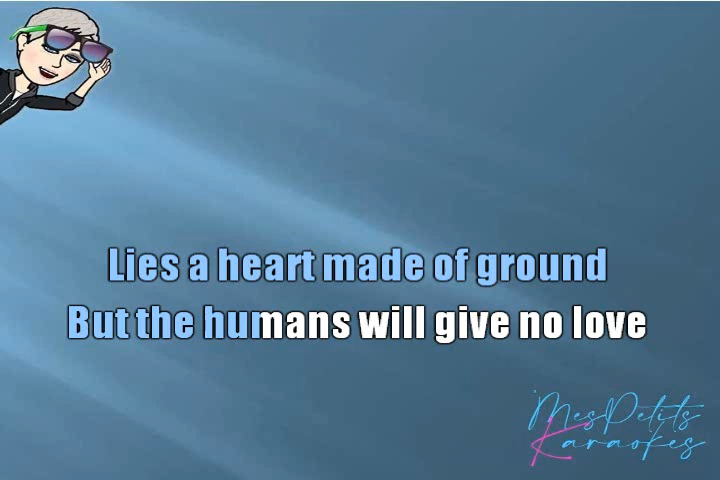 Lies a heart made of ground
But the humans will give no love
MesPetits
Karaokes